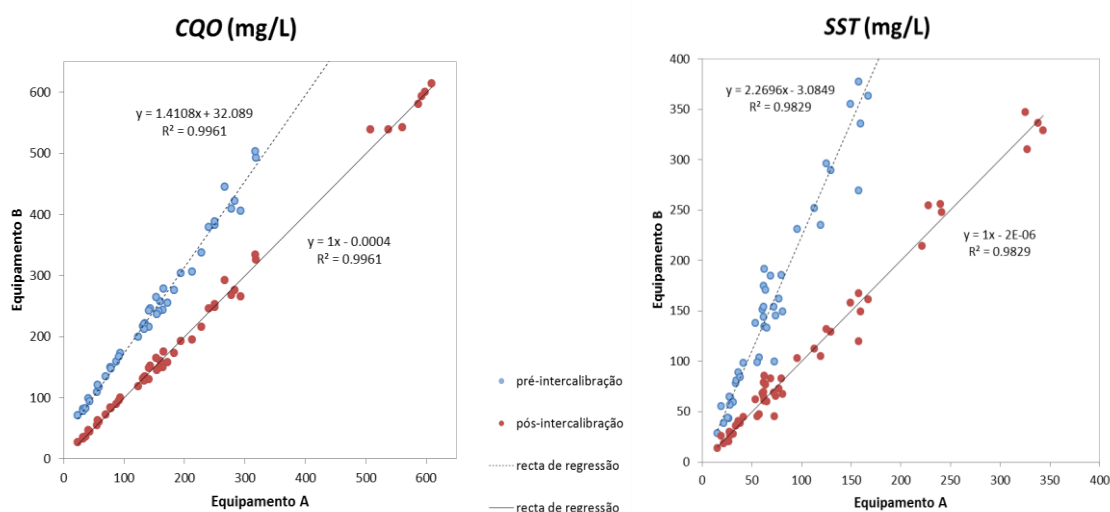 CQO (mg/L)
600
500
400
300
200
100
0
Equipamento B
y = 1.4108x + 32.089
R² = 0.9961
y = 1x - 0.0004
R² = 0.9961
0 100 200 300 400 500 600
Equipamento A
pré-intercalibração
pós-intercalibração
recta de regressão
recta de regressão
SST (mg/L)
400
350
300
250
200
150
100
50
0
Equipamento B
y = 2.2696x - 3.0849
R² = 0.9829
y = 1x - 2E-06
R² = 0.9829
0 50 100 150 200 250 300 350 400
Equipamento A